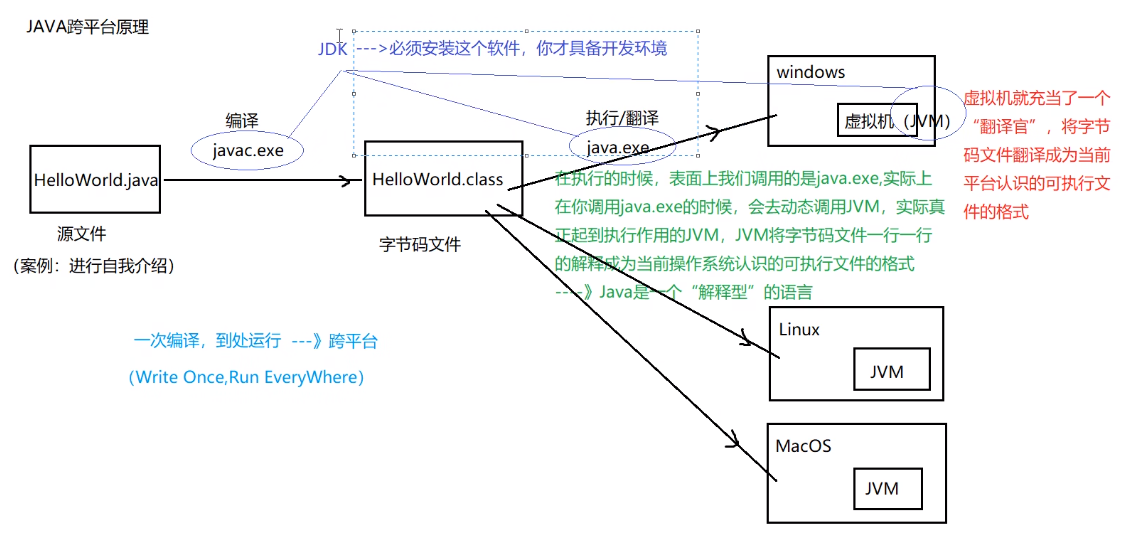 JAVA跨平台原理
JDK --->必须安装这个软件，你才具备开发环境
编译
javac.exe
执行/翻译
java.exe
HelloWorld.java
源文件
（案例：进行自我介绍）
HelloWorld.class
字节码文件
windows
虚拟机（JVM）
虚拟机就充当了一个
“翻译官”，将字节
码文件翻译成为当前
平台认识的可执行文
件的格式
在执行的时候，表面上我们调用的是java.exe,实际上
在你调用java.exe的时候，会去动态调用JVM，实际真
正起到执行作用的JVM，JVM将字节码文件一行一行
的解释成为当前操作系统认识的可执行文件的格式
----》Java是一个“解释型”的语言
一次编译，到处运行 ---》跨平台
（Write Once,Run EveryWhere）
Linux
JVM
MacOS
JVM